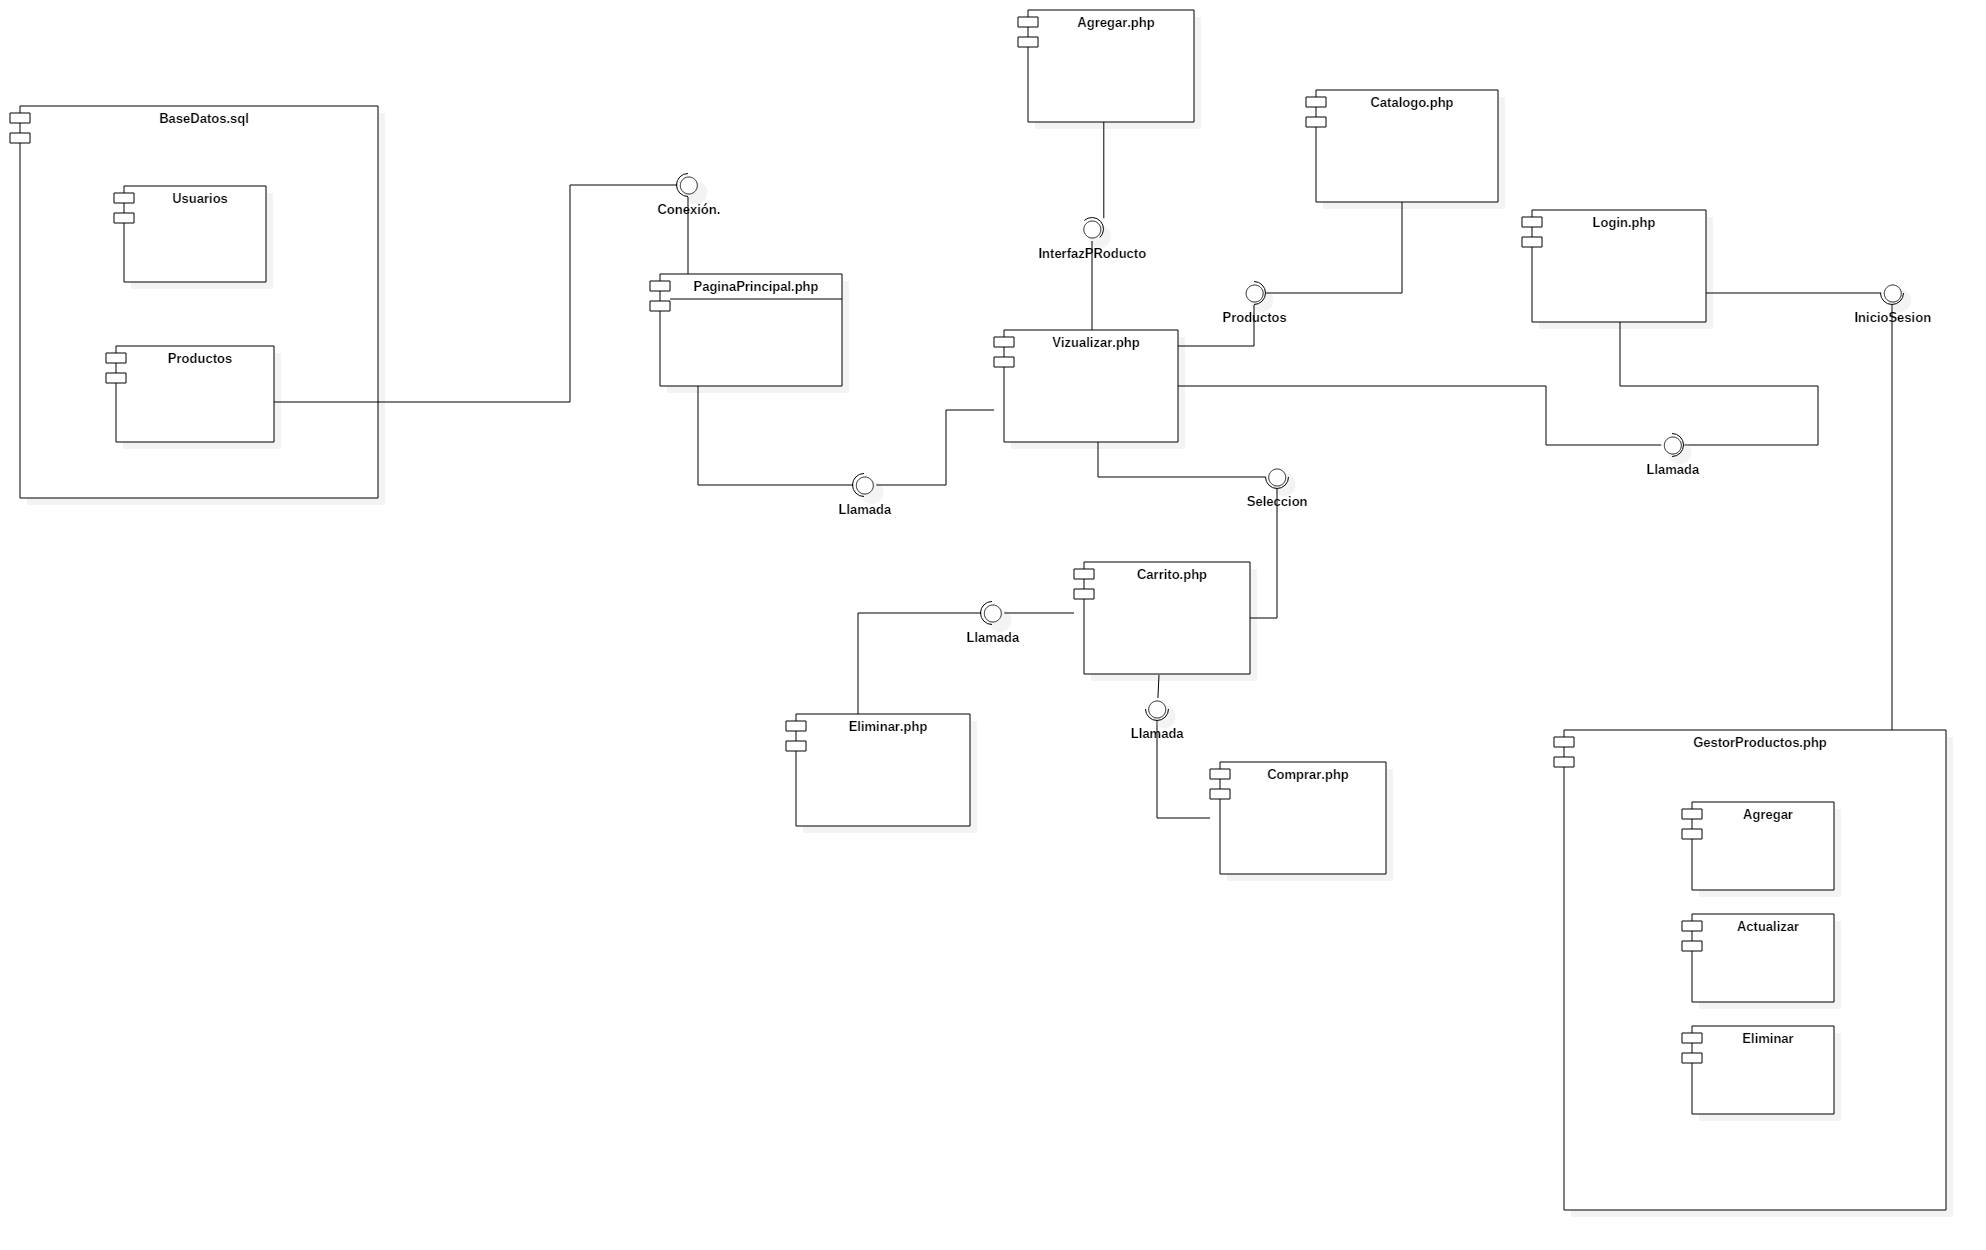 Agregar.php
Catalogo.php
BaseDatos.sql
Usuarios
Conexión.
Login.php
InterfazPRoducto
PaginaPrincipal.php
Productos
InicioSesion
Vizualizar.php
Productos
Llamada
Seleccion
Llamada
Carrito.php
Llamada
Eliminar.php
Llamada
GestorProductos.php
Comprar.php
Agregar
Actualizar
Eliminar